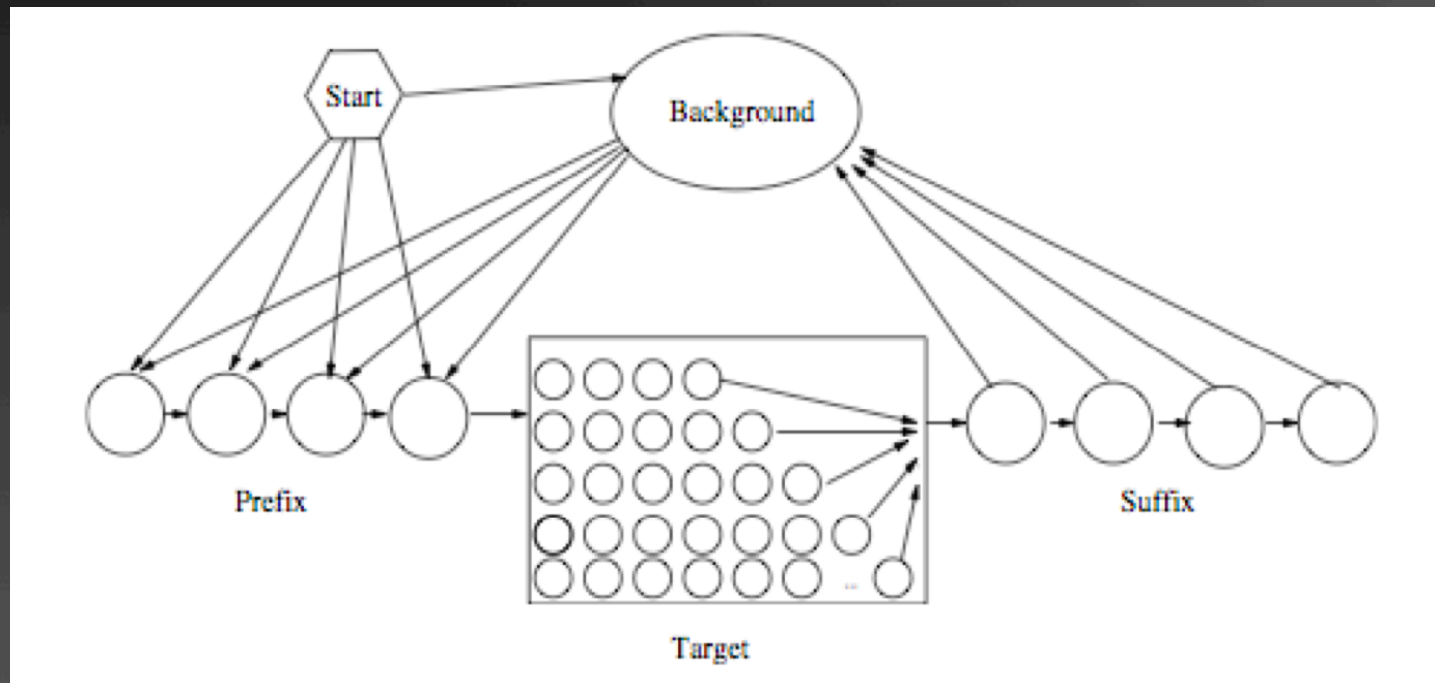 Start
Background
Prefix
Suffix
...
Target